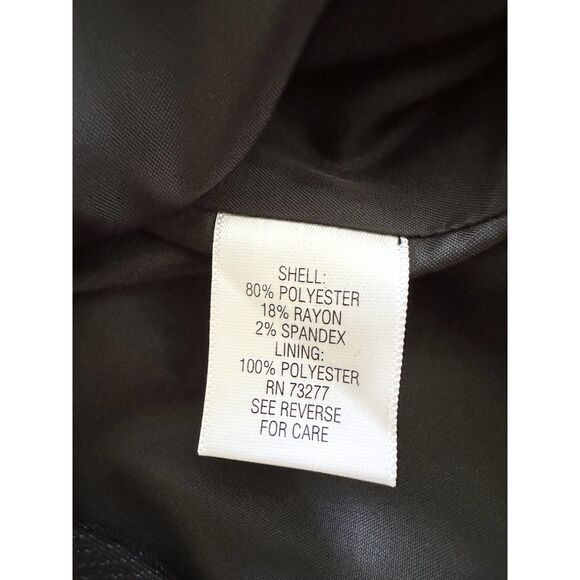 SHELL:
80% POLYESTER
18% RAYON
2% SPANDEX
LINING:
100% POLYESTER
RN 73277
SEE REVERSE
FOR CARE